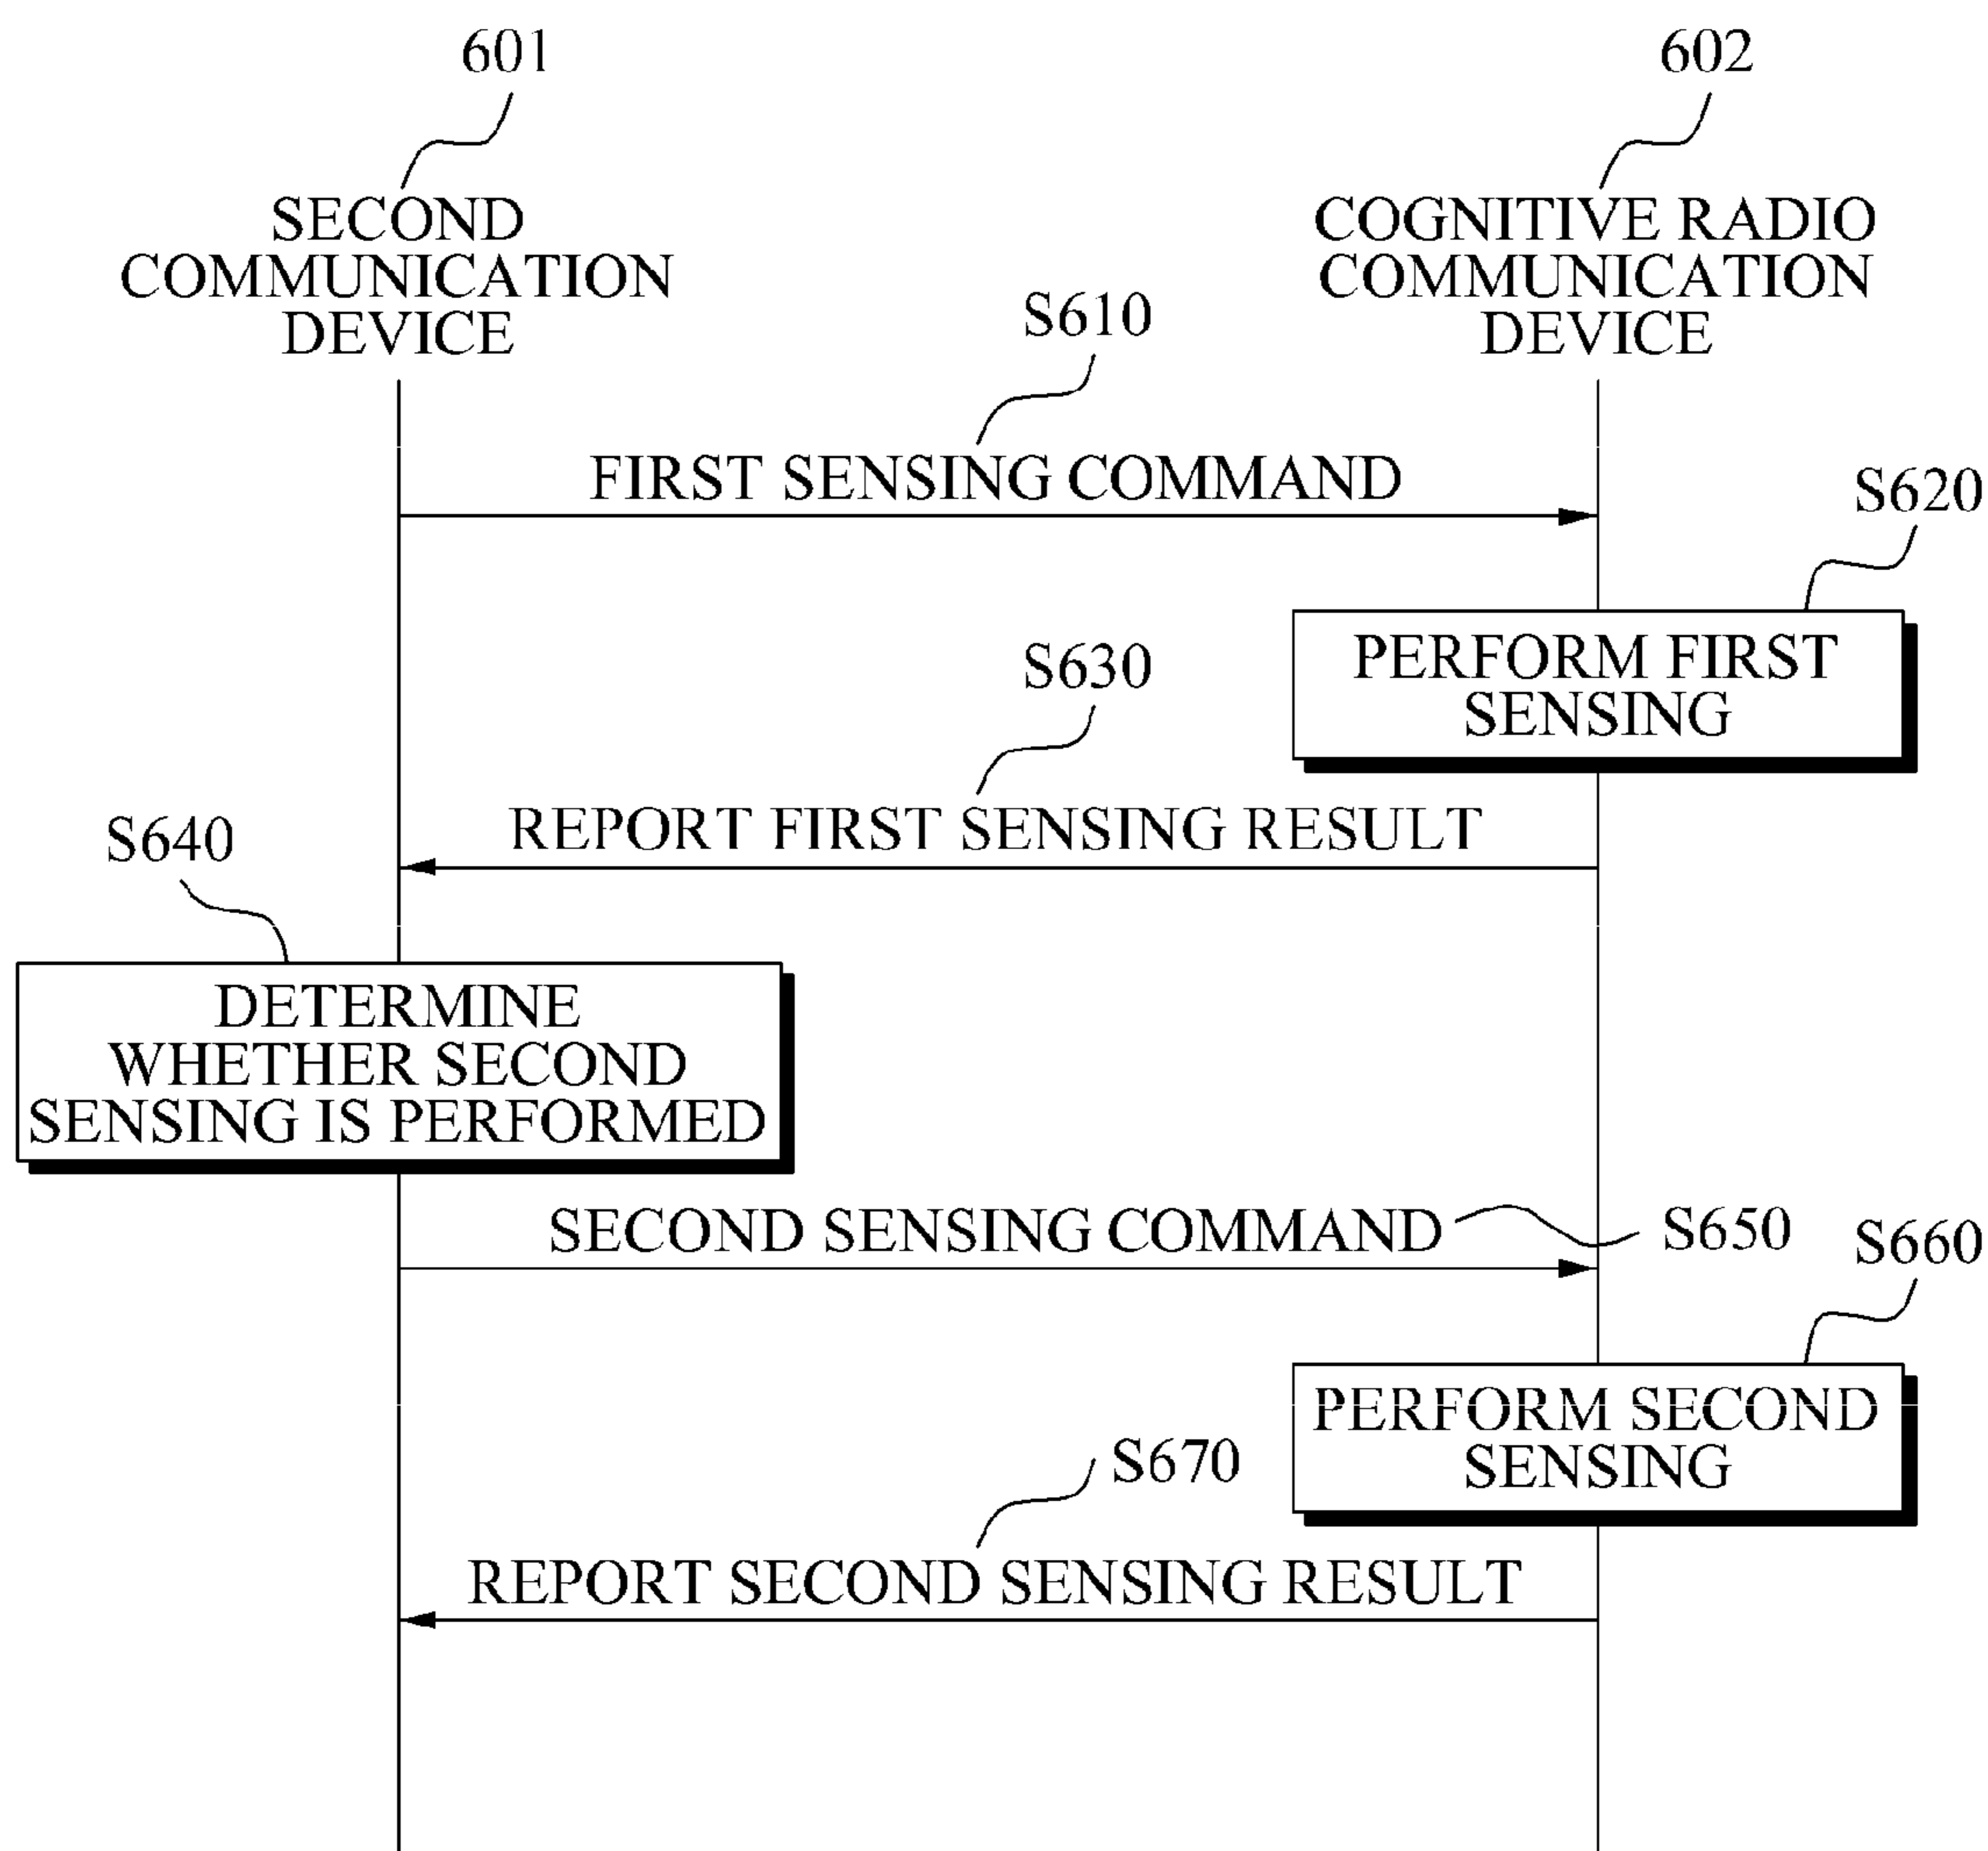 601
602
SECOND
COMMUNICATION
DEVICE
COGNITIVE RADIO
COMMUNICATION
DEVICE
S610
FIRST SENSING COMMAND
S620
PERFORM FIRST
SENSING
S630
REPORT FIRST SENSING RESULT
S640
DETERMINE
WHETHER SECOND
SENSING IS PERFORMED
SECOND SENSING COMMAND
S650
S660
PERFORM SECOND
SENSING
S670
REPORT SECOND SENSING RESULT